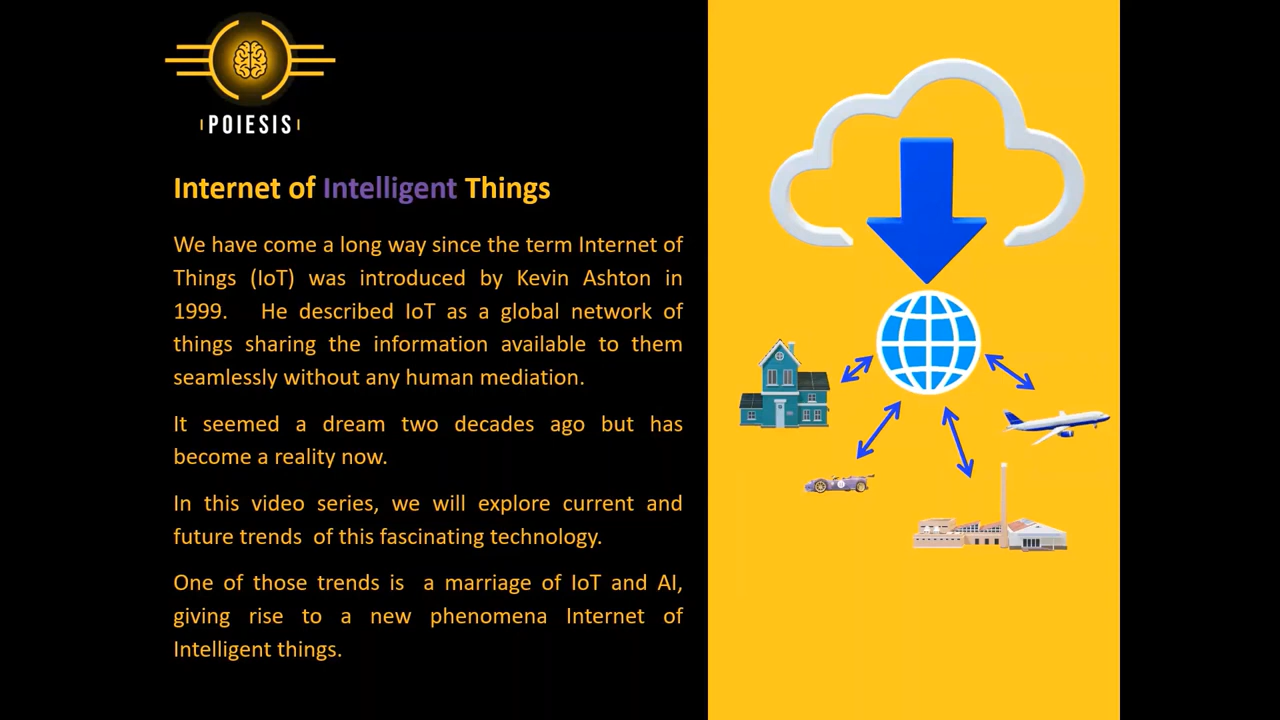 POIESIS
Internet of Intelligent Things
We have come a long way since the term Internet of
Things (IoT) was introduced by Kevin Ashton in
1999. He described IoT as a global network of
things sharing the information available to them
seamlessly without any human mediation.
It seemed a dream two decades ago but has
become a reality now.
In this video series, we will explore current and
future trends of this fascinating technology.
One of those trends is a marriage of IoT and AI,
giving rise to a new phenomena Internet of
Intelligent things.